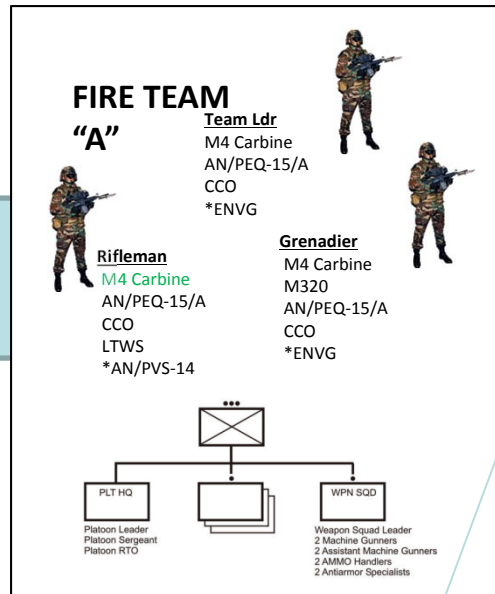 FIRE TEAM
“A”
Team Ldr
M4 Carbine
AN/PEQ-15/A
CCO
*ENVG
Rifleman
M4 Carbine
AN/PEQ-15/A
CCO
LTWS
*AN/PVS-14
Grenadier
M4 Carbine
M320
AN/PEQ-15/A
CCO
*ENVG
PLT HQ
Platoon Leader
Platoon Sergeant
Platoon RTO
WPN SQD
Weapon Squad Leader
2 Machine Gunners
2 Assistant Machine Gunners
2 AMMO Handlers
2 Antiarmor Specialists